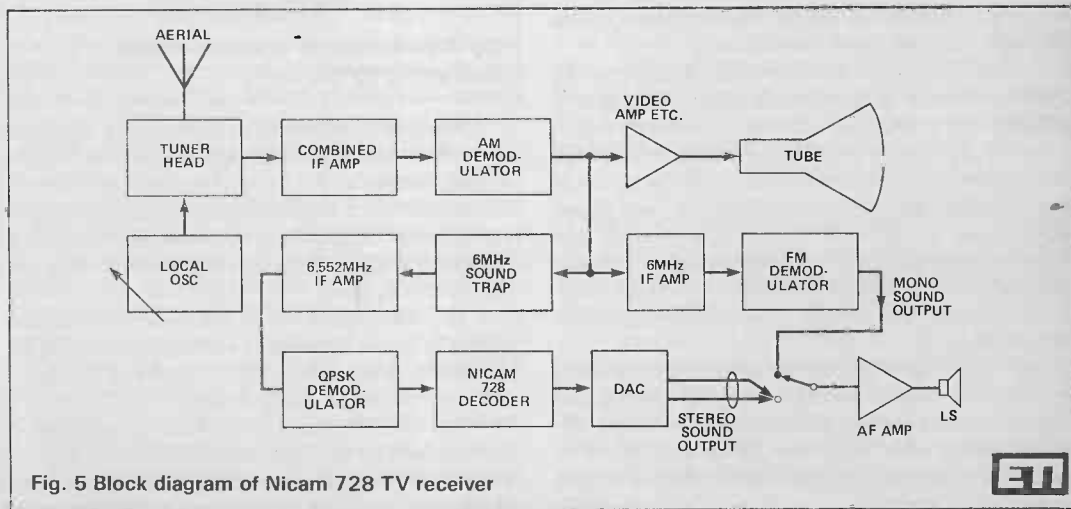 AERIAL
TUNER
HEAD
COMBINED
IF AMP
AM
DEMOD-
ULATOR
VIDEO
AMP ETC.
TUBE
LOCAL
OSC
6.552MHz
IF AMP
6MHz
SOUND
TRAP
6MHz
IF AMP
FM
DEMOD-
ULATOR
MONO
SOUND
OUTPUT
QPSK
DEMOD-
ULATOR
NICAM
728
DECODER
DAC
STEREO
SOUND
OUTPUT
AF AMP
LS
Fig. 5 Block diagram of Nicam 728 TV receiver
ETI